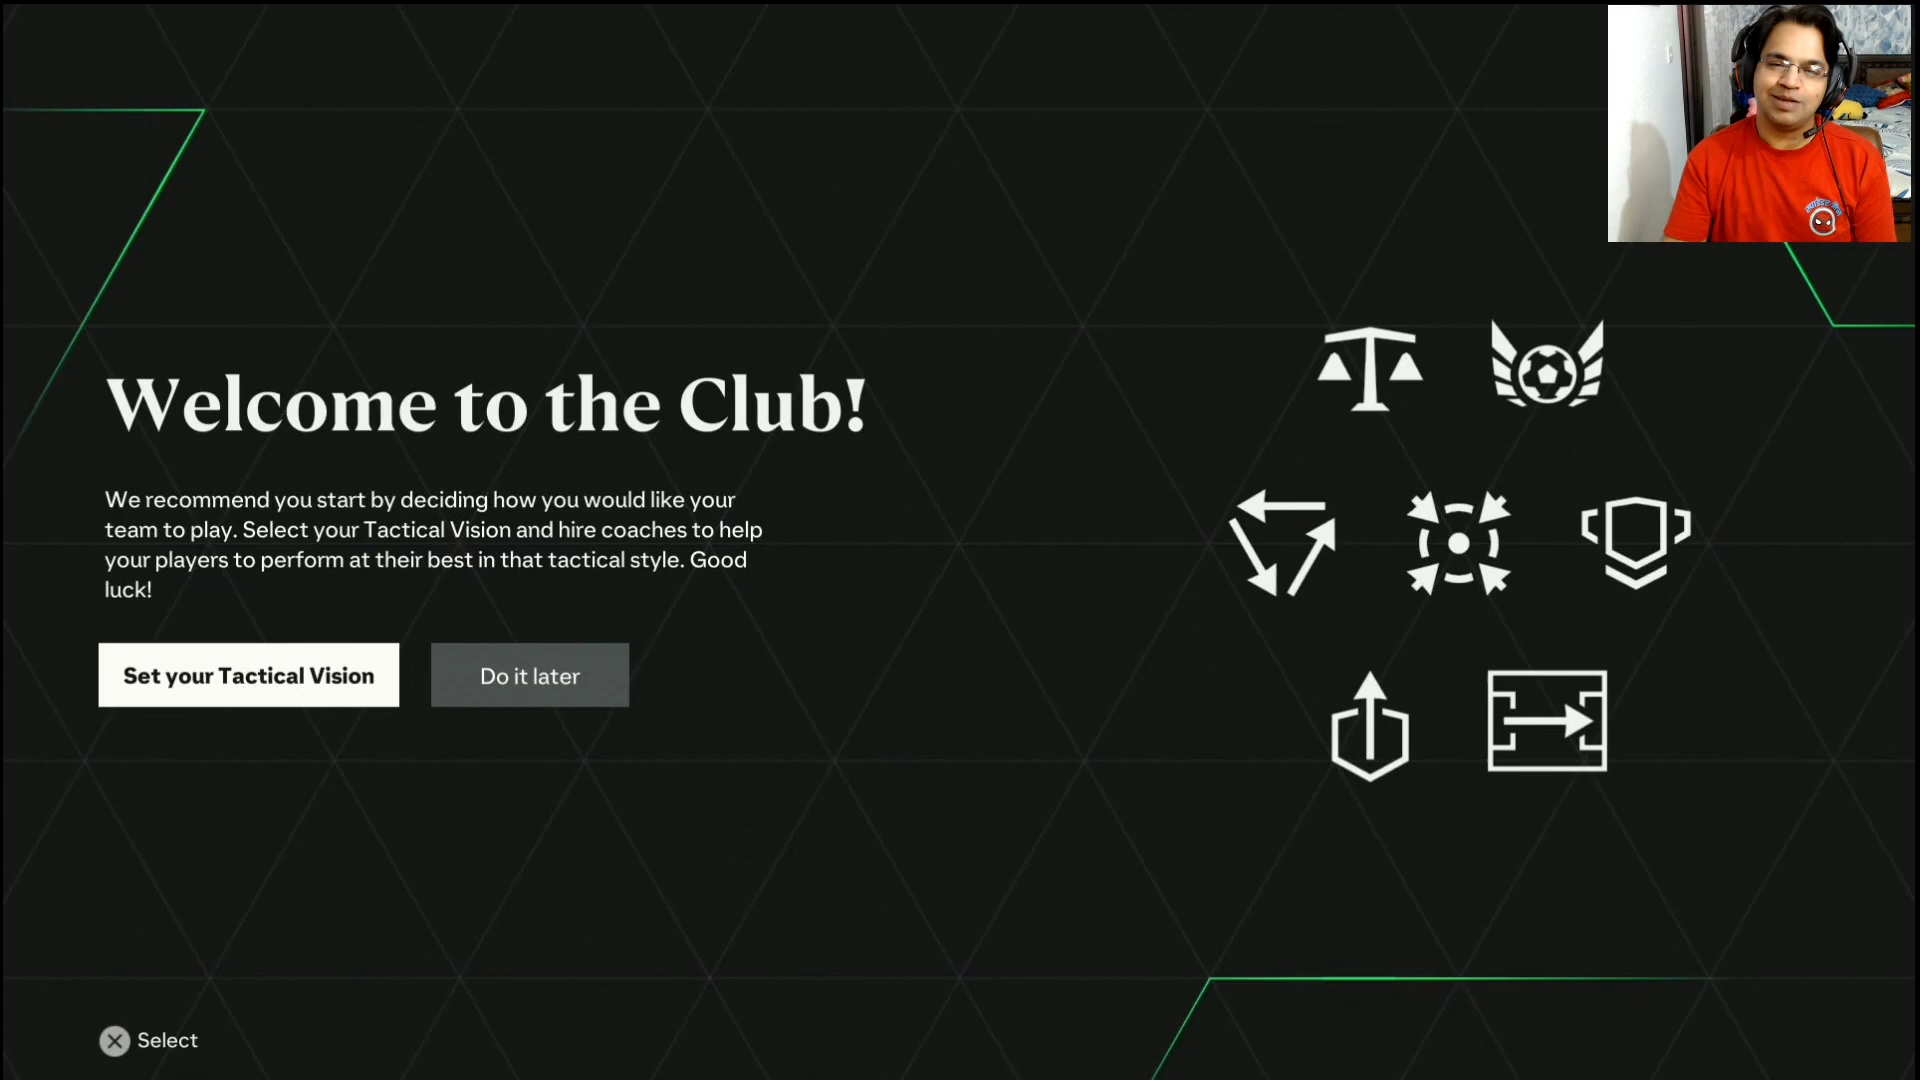 Welcome to the Club!
We recommend you start by deciding how you would like your
team to play. Select your Tactical Vision and hire coaches to help
your players to perform at their best in that tactical style. Good
luck!
Set your Tactical Vision
Do it later
Select